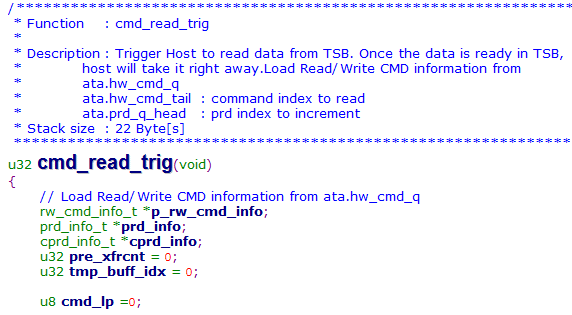 /**************************************************************
* Function : cmd_read_trig
*
* Description : Trigger Host to read data from TSB. Once the data is ready in TSB,
* host will take it right away.Load Read/Write CMD information from
* ata.hw_cmd_q
* ata.hw_cmd_tail : command index to read
* ata.prd_q_head : prd index to increment
* Stack size : 22 Byte[s]
**************************************************************
u32 cmd_read_trig(void)
{
// Load Read/Write CMD information from ata.hw_cmd_q
rw_cmd_info_t *p_rw_cmd_info;
prd_info_t *prd_info;
cprd_info_t *cprd_info;
u32 pre_xfrcnt = 0;
u32 tmp_buff_idx = 0;
u8 cmd_lp =0;